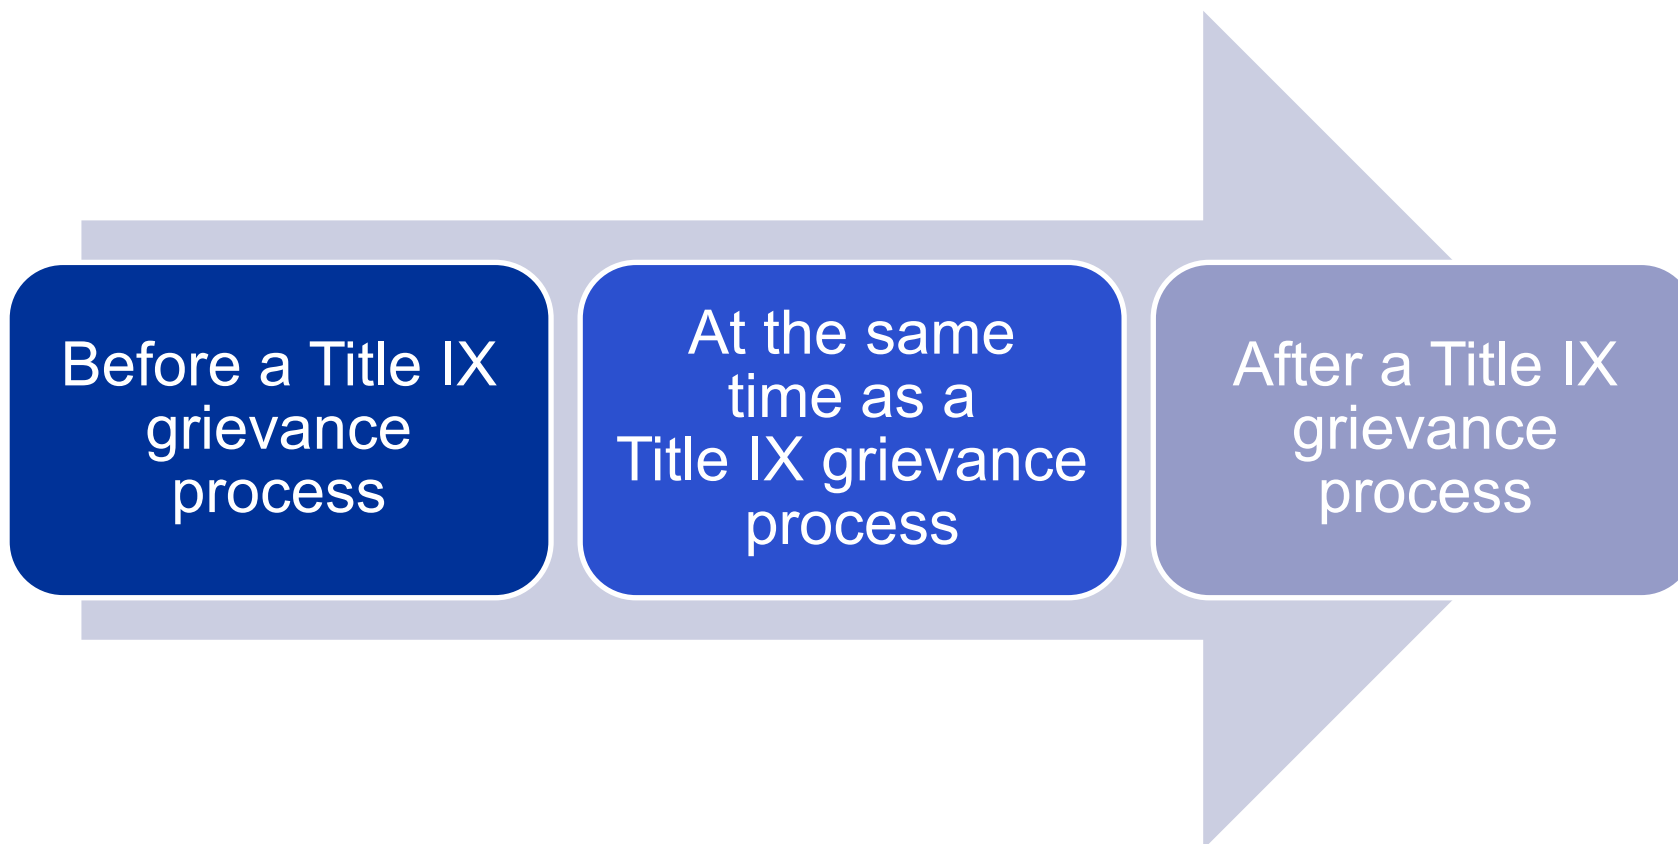 Before a Title IX
grievance
process
At the same
time as a
Title IX grievance
process
After a Title IX
grievance
process